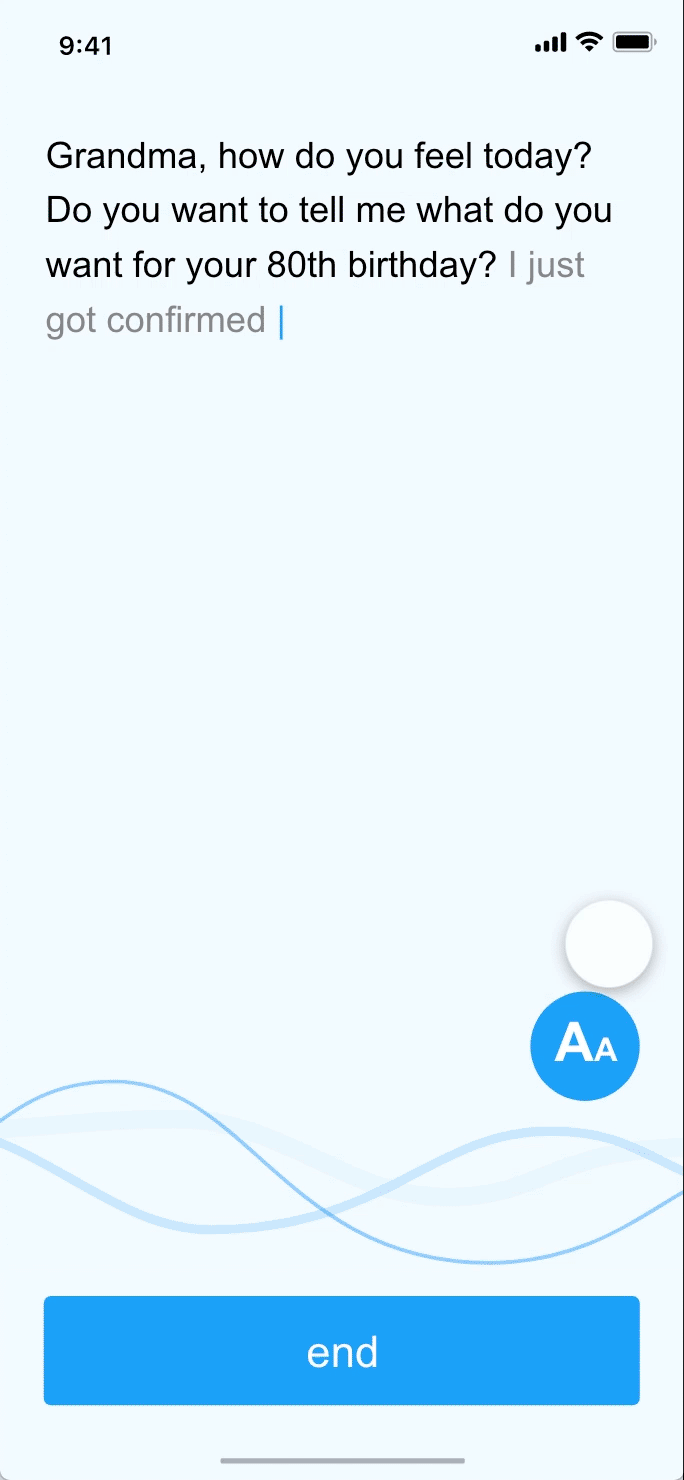 9:41
Grandma, how do you feel today?
Do you want to tell me what do you
want for your 80th birthday? I just
got confirmed
AA
end